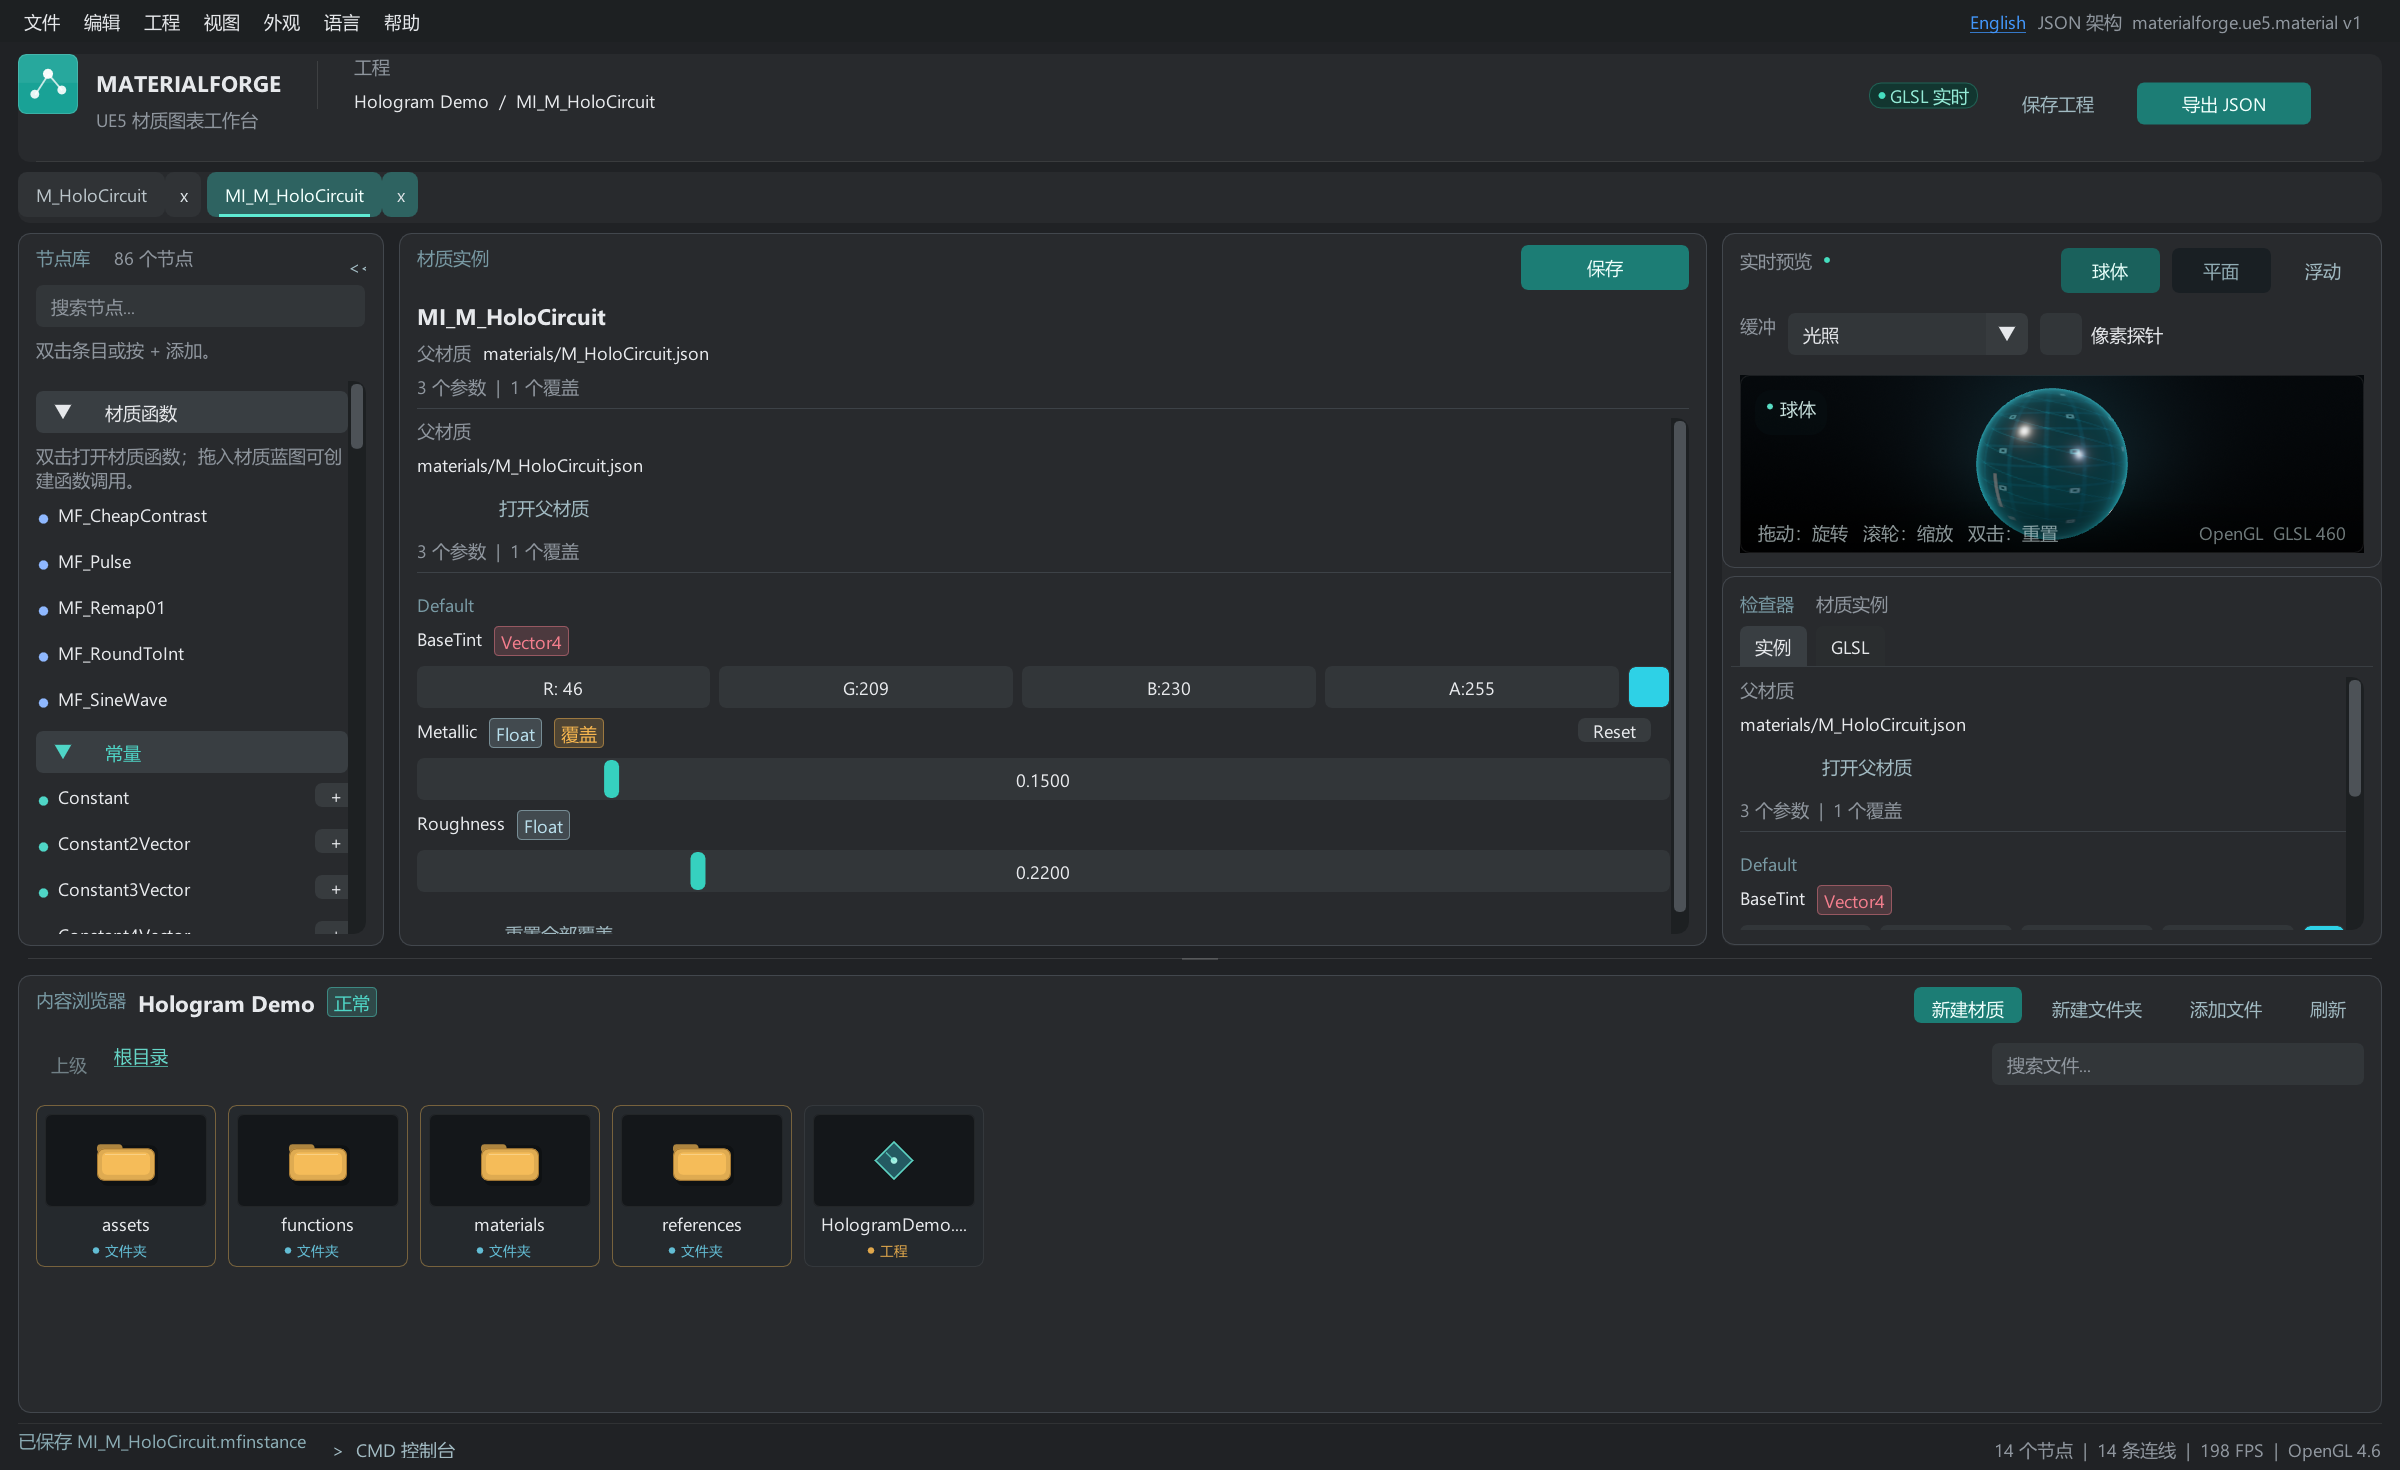 文件 编辑 工程 视图 外观 语言 帮助
English JSON 架构 materialforge.ue5.material v1
MATERIALFORGE
UE5 材质图表工作台
工程
Hologram Demo / MI_M_HoloCircuit
GLSL 实时
保存工程
导出 JSON
M_HoloCircuit x
MI_M_HoloCircuit x
节点库 86 个节点
<
搜索节点...
双击条目或按 + 添加。
材质函数
双击打开材质函数；拖入材质蓝图可创
建函数调用。
MF_CheapContrast
MF_Pulse
MF_Remap01
MF_RoundToInt
MF_SineWave
常量
Constant +
Constant2Vector +
Constant3Vector +
Constant4Vector +
材质实例
保存
MI_M_HoloCircuit
父材质 materials/M_HoloCircuit.json
3 个参数 | 1 个覆盖
父材质
materials/M_HoloCircuit.json
打开父材质
3 个参数 | 1 个覆盖
Default
BaseTint Vector4
R: 46 G:209 B:230 A:255
Metallic Float 覆盖 Reset
0.1500
Roughness Float
0.2200
重置全部覆盖
实时预览
球体 平面 浮动
缓冲 光照 像素探针
球体
拖动：旋转 滚轮：缩放 双击：重置
OpenGL GLSL 460
检查器 材质实例
实例 GLSL
父材质
materials/M_HoloCircuit.json
打开父材质
3 个参数 | 1 个覆盖
Default
BaseTint Vector4
内容浏览器 Hologram Demo 正常
新建材质 新建文件夹 添加文件 刷新
上级 根目录
搜索文件...
assets
文件夹
functions
文件夹
materials
文件夹
references
文件夹
HologramDemo....
工程
已保存 MI_M_HoloCircuit.mfinstance
> CMD 控制台
14 个节点 | 14 条连线 | 198 FPS | OpenGL 4.6